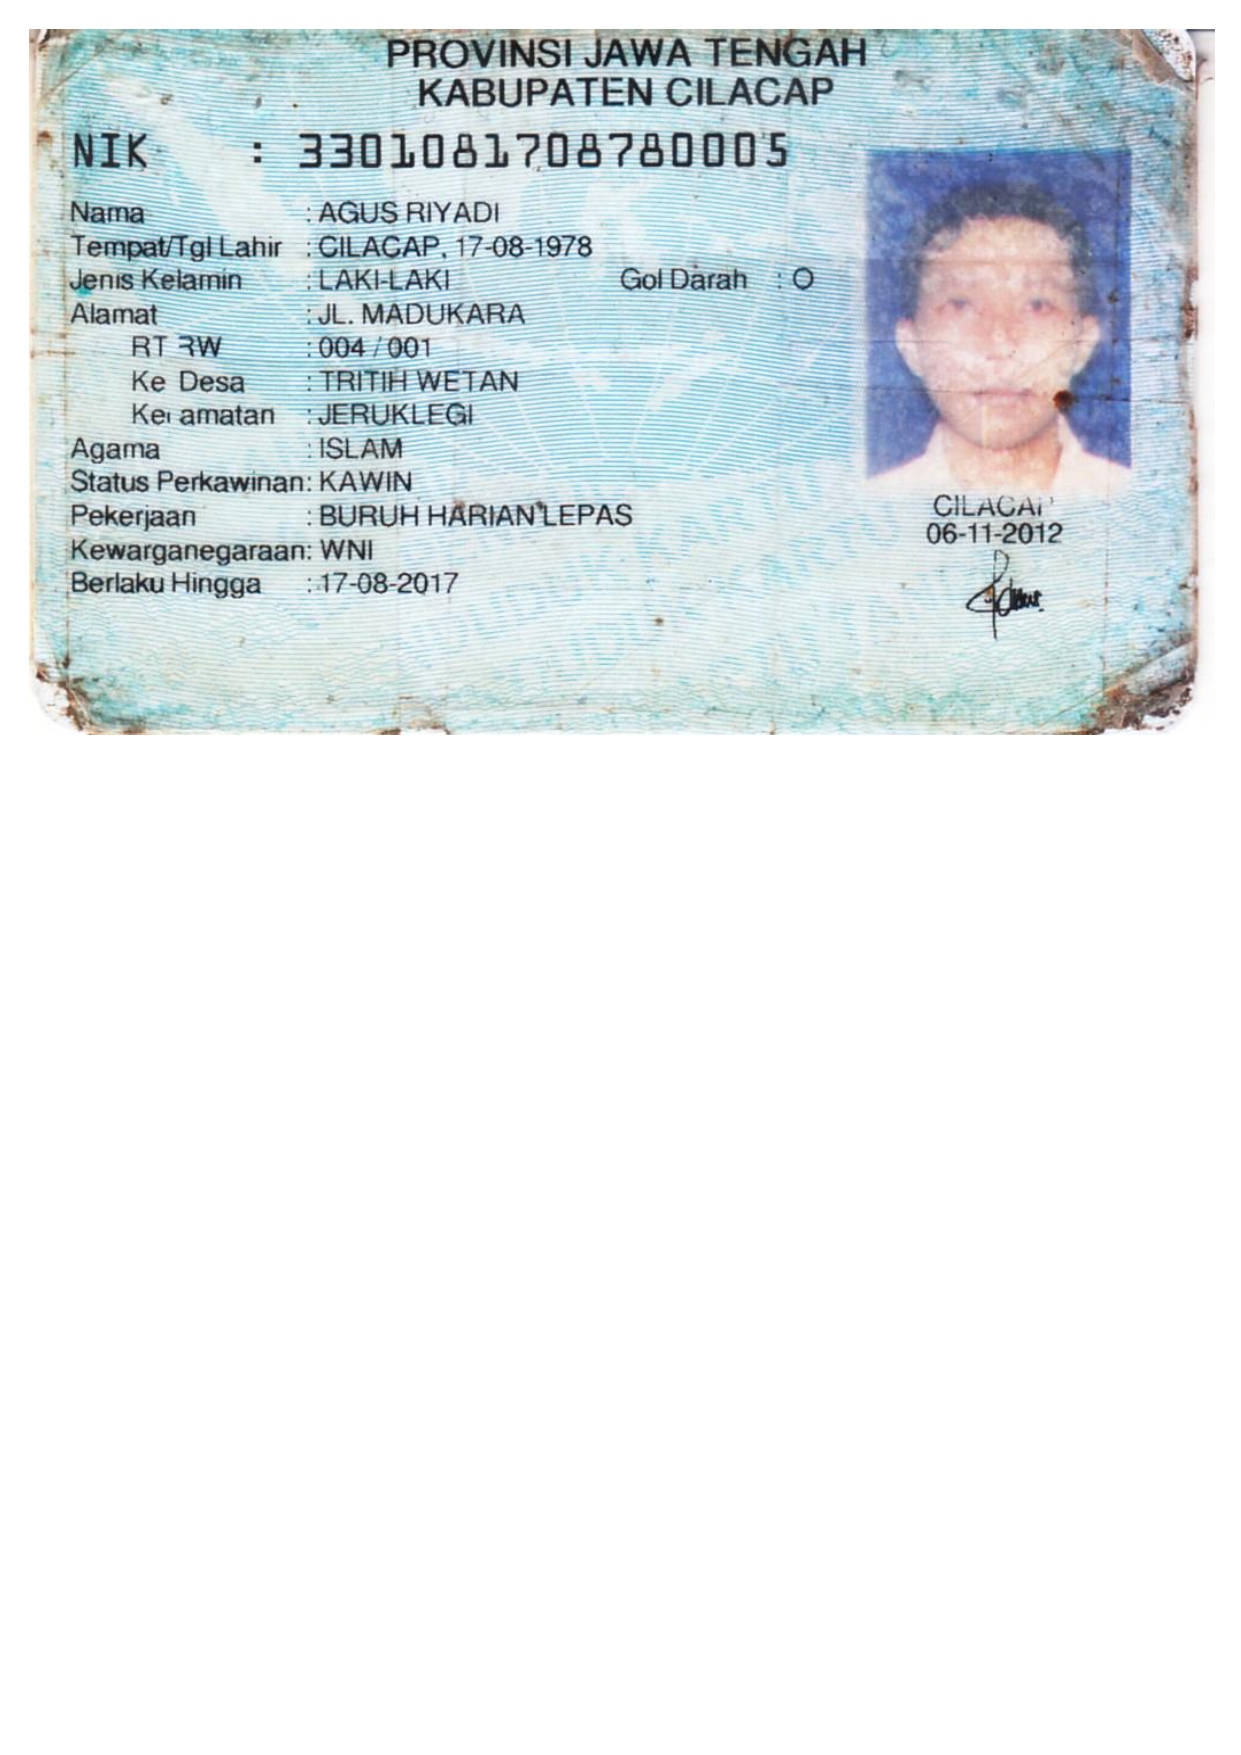 PROVINSI JAWA TENGAH
KABUPATEN CILACAP
NIK : 3301081708780005
Nama : AGUS RIYADI
Tempat/Tgl Lahir : CILACAP, 17-08-1978
Jenis Kelamin : LAKI-LAKI Gol Darah : O
Alamat : JL. MADUKARA
RT RW : 004 / 001
Ke Desa : TRITIH WETAN
Kecamatan : JERUKLEGI
Agama : ISLAM
Status Perkawinan : KAWIN
Pekerjaan : BURUH HARIAN LEPAS
Kewarganegaraan : WNI
Berlaku Hingga : 17-08-2017
CILACAP
06-11-2012